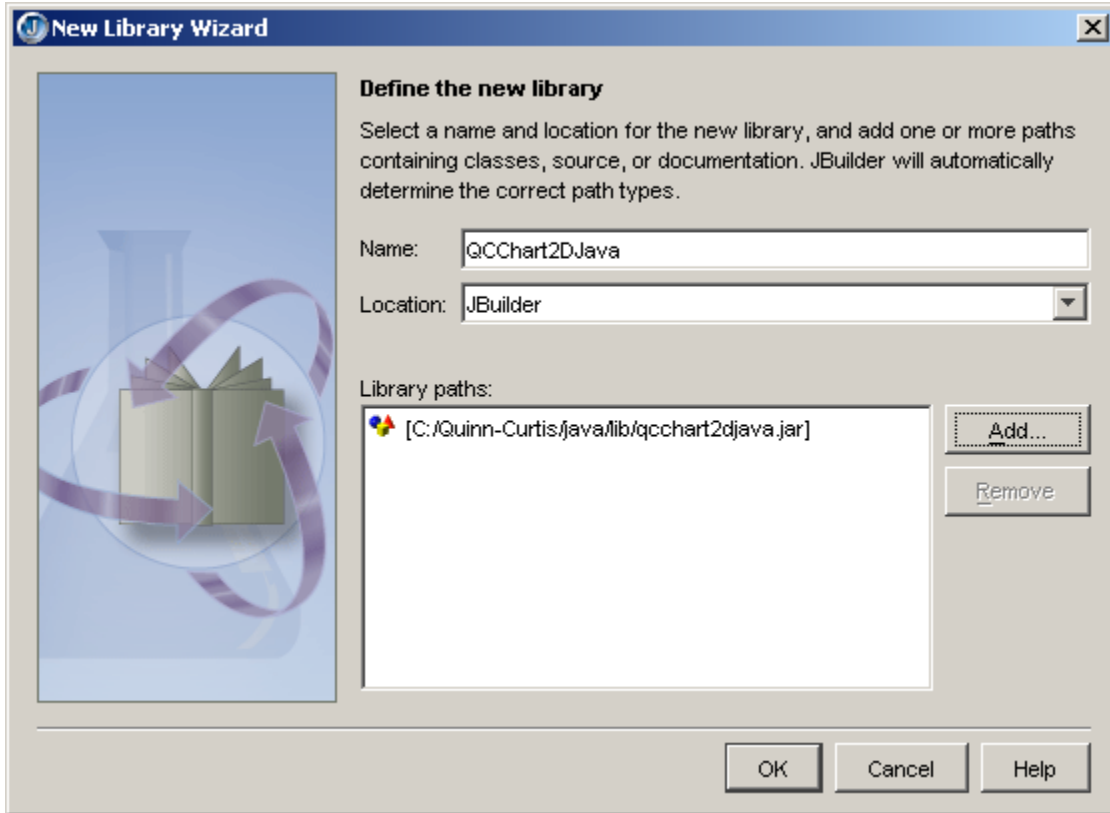 New Library Wizard
Define the new library
Select a name and location for the new library, and add one or more paths
containing classes, source, or documentation. JBuilder will automatically
determine the correct path types.
Name: QCChart2DJava
Location: JBuilder
Library paths:
[C:/Quinn-Curtis/java/lib/qcchart2djava.jar]
Add...
Remove
OK Cancel Help